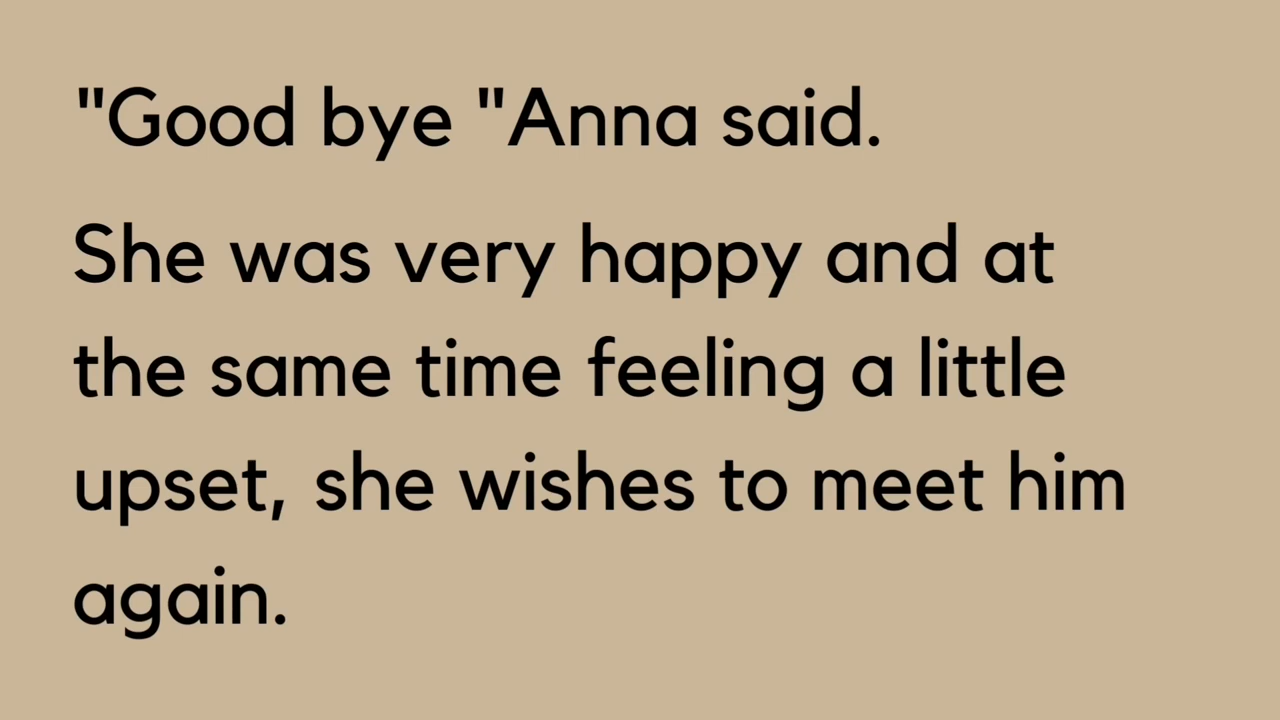 "Good bye "Anna said.
She was very happy and at
the same time feeling a little
upset, she wishes to meet him
again.